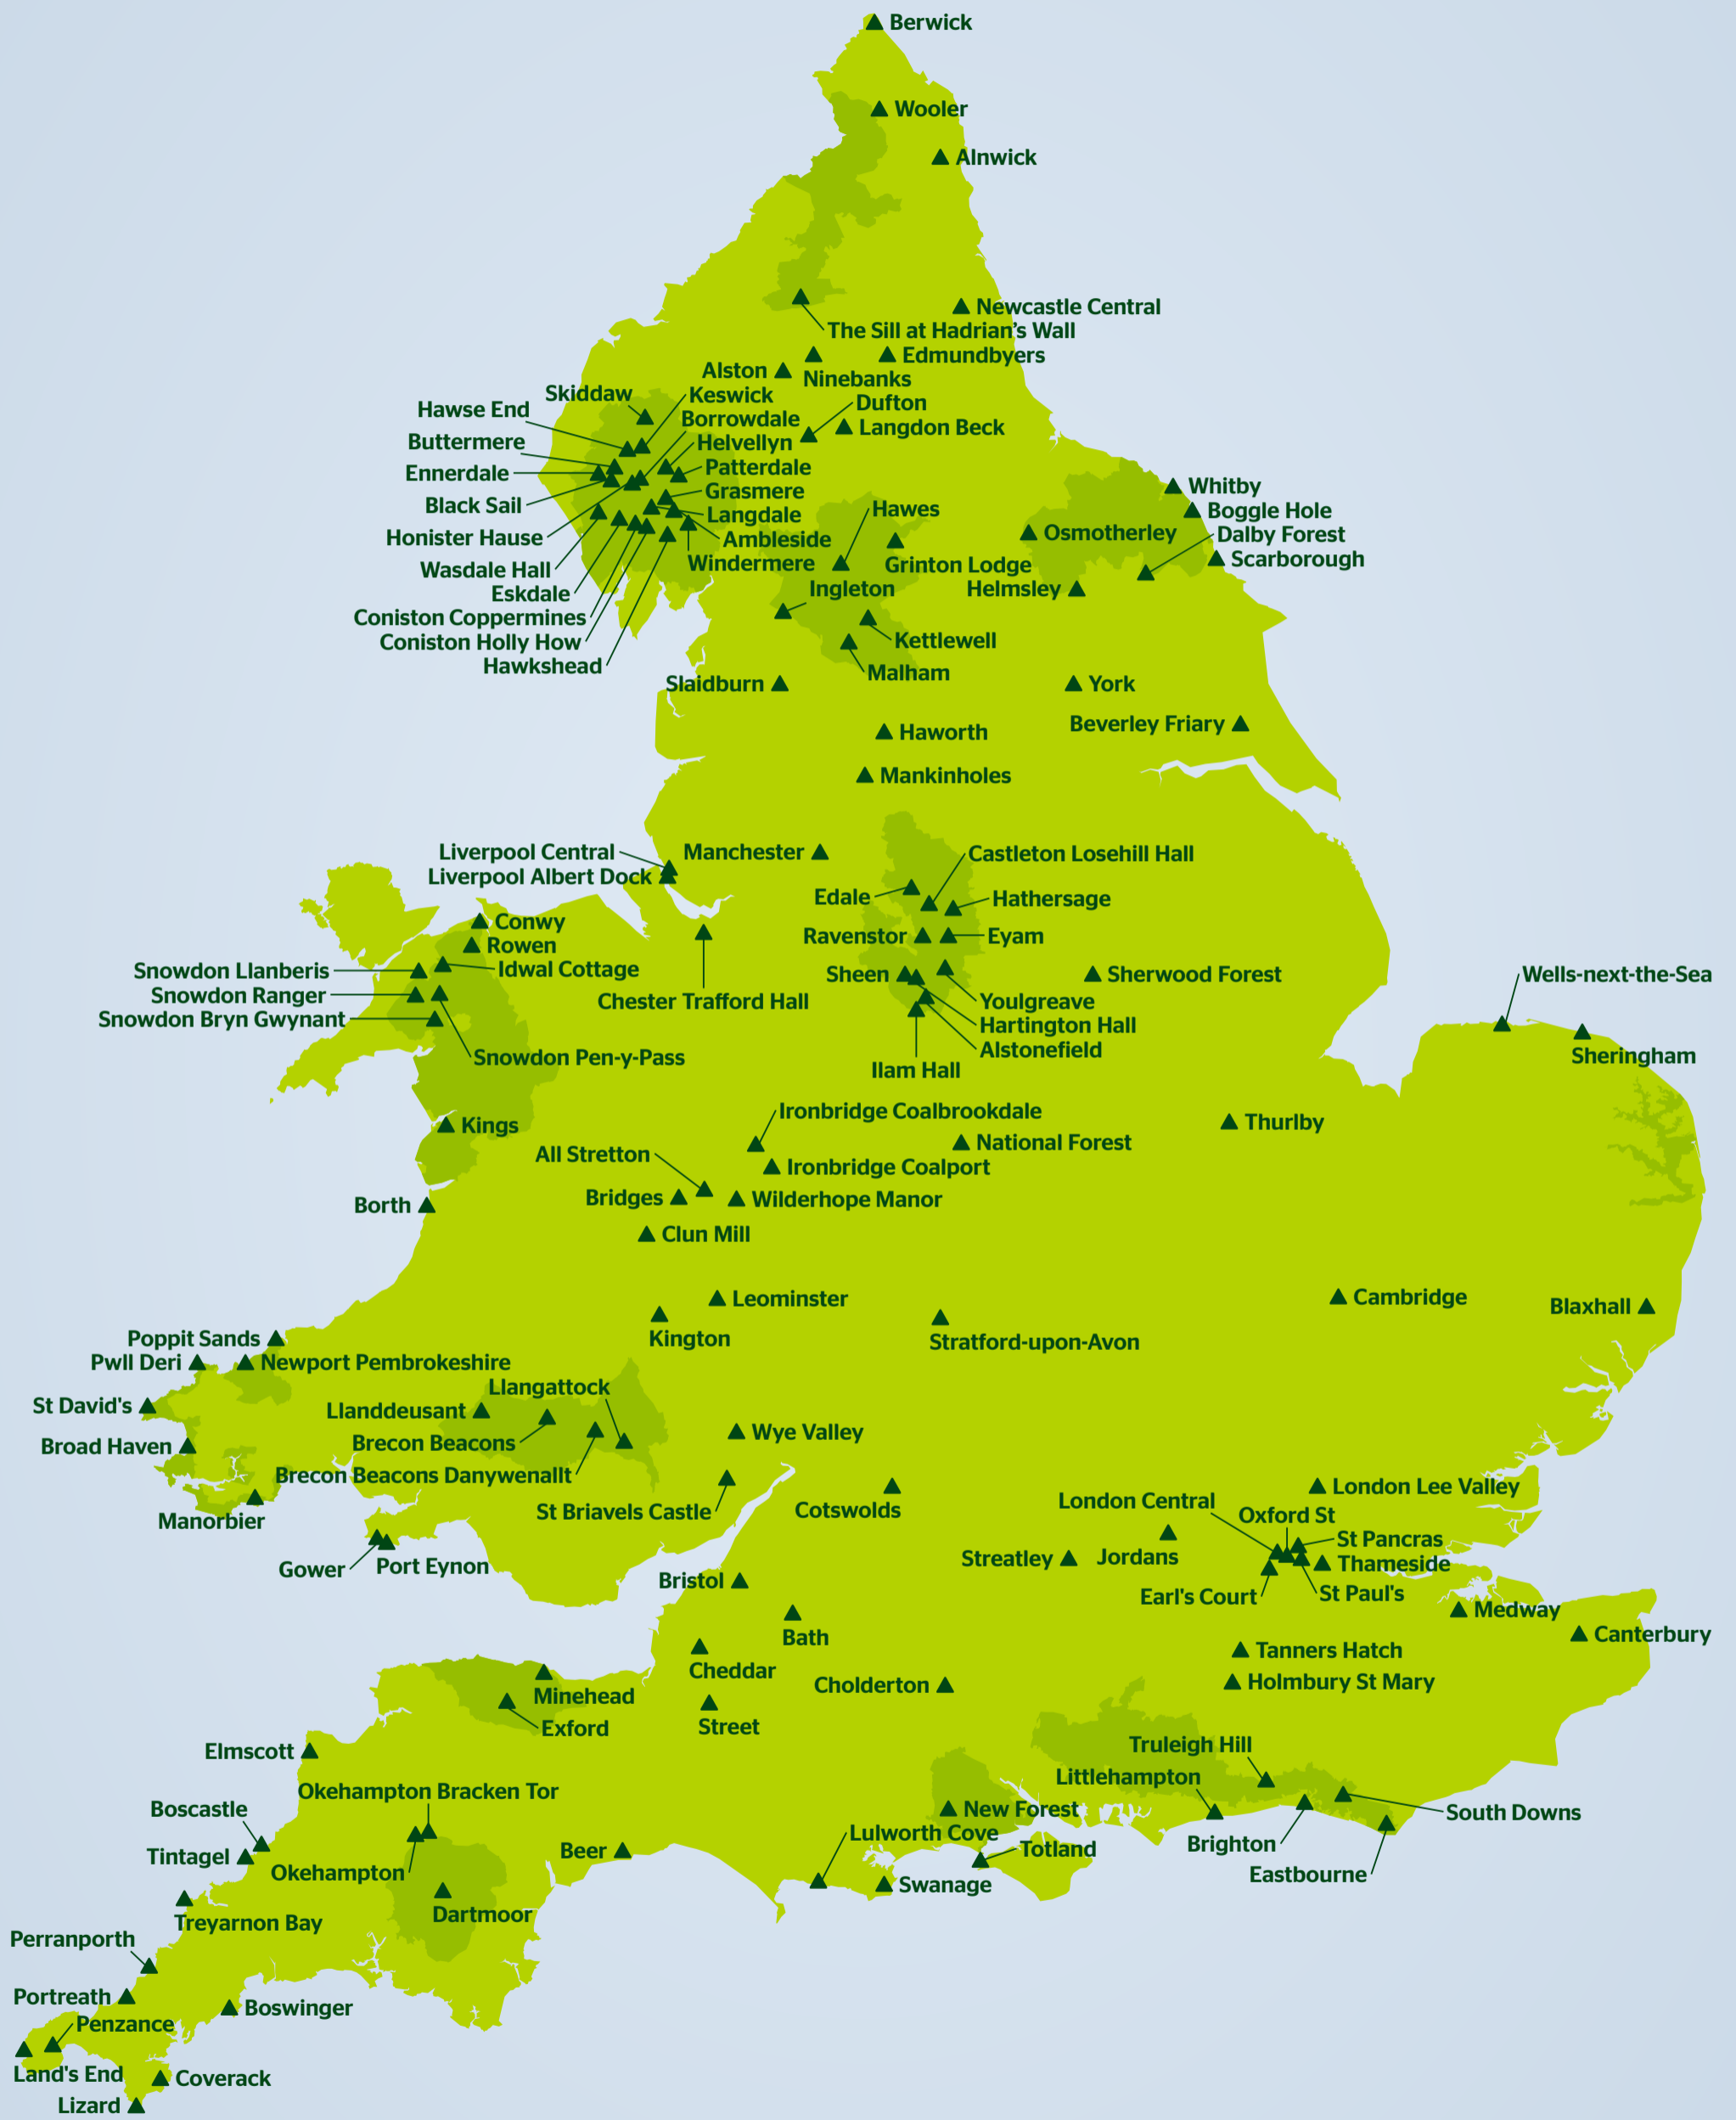 Berwick
Wooler
Alnwick
Newcastle Central
The Sill at Hadrian’s Wall
Edmundbyers
Alston
Ninebanks
Skiddaw
Keswick
Dufton
Hawse End
Borrowdale
Langdon Beck
Buttermere
Helvellyn
Ennerdale
Patterdale
Whitby
Grasmere
Black Sail
Hawes
Boggle Hole
Langdale
Osmotherley
Dalby Forest
Honister Hause
Ambleside
Scarborough
Windermere
Grinton Lodge
Wasdale Hall
Ingleton
Helmsley
Eskdale
Coniston Coppermines
Coniston Holly How
Kettlewell
Hawkshead
Malham
Slaidburn
York
Beverley Friary
Haworth
Mankinholes
Liverpool Central
Manchester
Castleton Losehill Hall
Liverpool Albert Dock
Edale
Hathersage
Conwy
Ravenstor
Eyam
Rowen
Snowdon Llanberis
Idwal Cottage
Sheen
Sherwood Forest
Wells-next-the-Sea
Snowdon Ranger
Chester Trafford Hall
Youlgreave
Snowdon Bryn Gwynant
Hartington Hall
Alstonefield
Sheringham
Snowdon Pen-y-Pass
Ilam Hall
Ironbridge Coalbrookdale
Kings
Thurlby
National Forest
All Stretton
Ironbridge Coalport
Bridges
Wilderhope Manor
Borth
Clun Mill
Leominster
Cambridge
Blaxhall
Poppit Sands
Kington
Stratford-upon-Avon
Pwll Deri
Newport Pembrokeshire
Llangattock
St David's
Llanddeusant
Wye Valley
Broad Haven
Brecon Beacons
Brecon Beacons Danywenallt
London Lee Valley
London Central
St Briavels Castle
Cotswolds
Oxford St
Manorbier
St Pancras
Streatley
Jordans
Thameside
Gower
Port Eynon
Bristol
Earl's Court
St Paul's
Medway
Bath
Canterbury
Tanners Hatch
Cheddar
Cholderton
Holmbury St Mary
Minehead
Street
Exford
Truleigh Hill
Elmscott
Littlehampton
Okehampton Bracken Tor
Boscastle
New Forest
South Downs
Lulworth Cove
Brighton
Tintagel
Beer
Totland
Okehampton
Eastbourne
Swanage
Dartmoor
Treyarnon Bay
Perranporth
Portreath
Boswinger
Penzance
Land's End
Coverack
Lizard